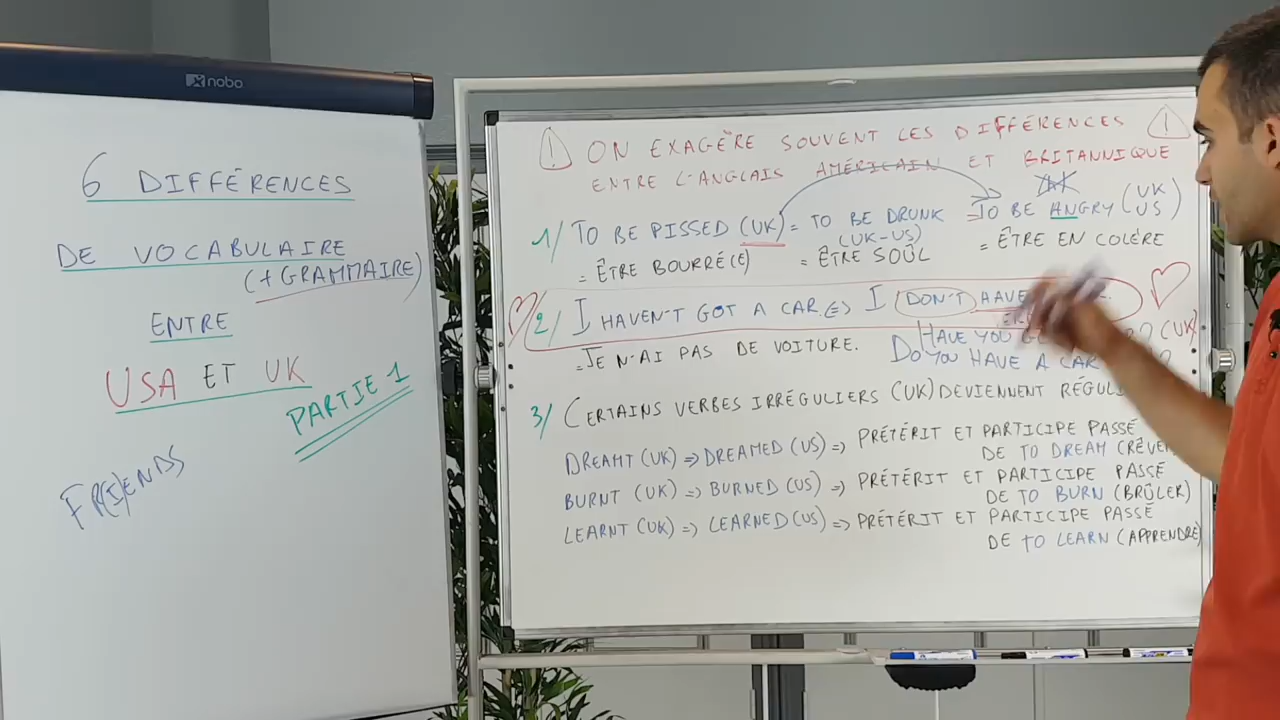 nobo
6 DIFFÉRENCES
DE VOCABULAIRE
(+GRAMMAIRE)
ENTRE
USA ET UK
PARTIE 1
FR(I)ENDS
! ON EXAGÈRE SOUVENT LES DIFFÉRENCES !
ENTRE L'ANGLAIS AMÉRICAIN ET BRITANNIQUE
1/ TO BE PISSED (UK) = TO BE DRUNK (UK-US) = TO BE ANGRY (UK US)
= ÊTRE BOURRÉ(E) = ÊTRE SOÛL = ÊTRE EN COLÈRE
2/ I HAVEN'T GOT A CAR. => I DON'T HAVE
= JE N'AI PAS DE VOITURE. HAVE YOU (UK)
DO YOU HAVE A CAR
3/ CERTAINS VERBES IRRÉGULIERS (UK) DEVIENNENT
DREAMT (UK) => DREAMED (US) => PRÉTÉRIT ET PARTICIPE PASSÉ
DE TO DREAM
BURNT (UK) => BURNED (US) => PRÉTÉRIT ET PARTICIPE PASSÉ
DE TO BURN (BRÛLER)
LEARNT (UK) => LEARNED (US) => PRÉTÉRIT ET PARTICIPE PASSÉ
DE TO LEARN (APPRENDRE)